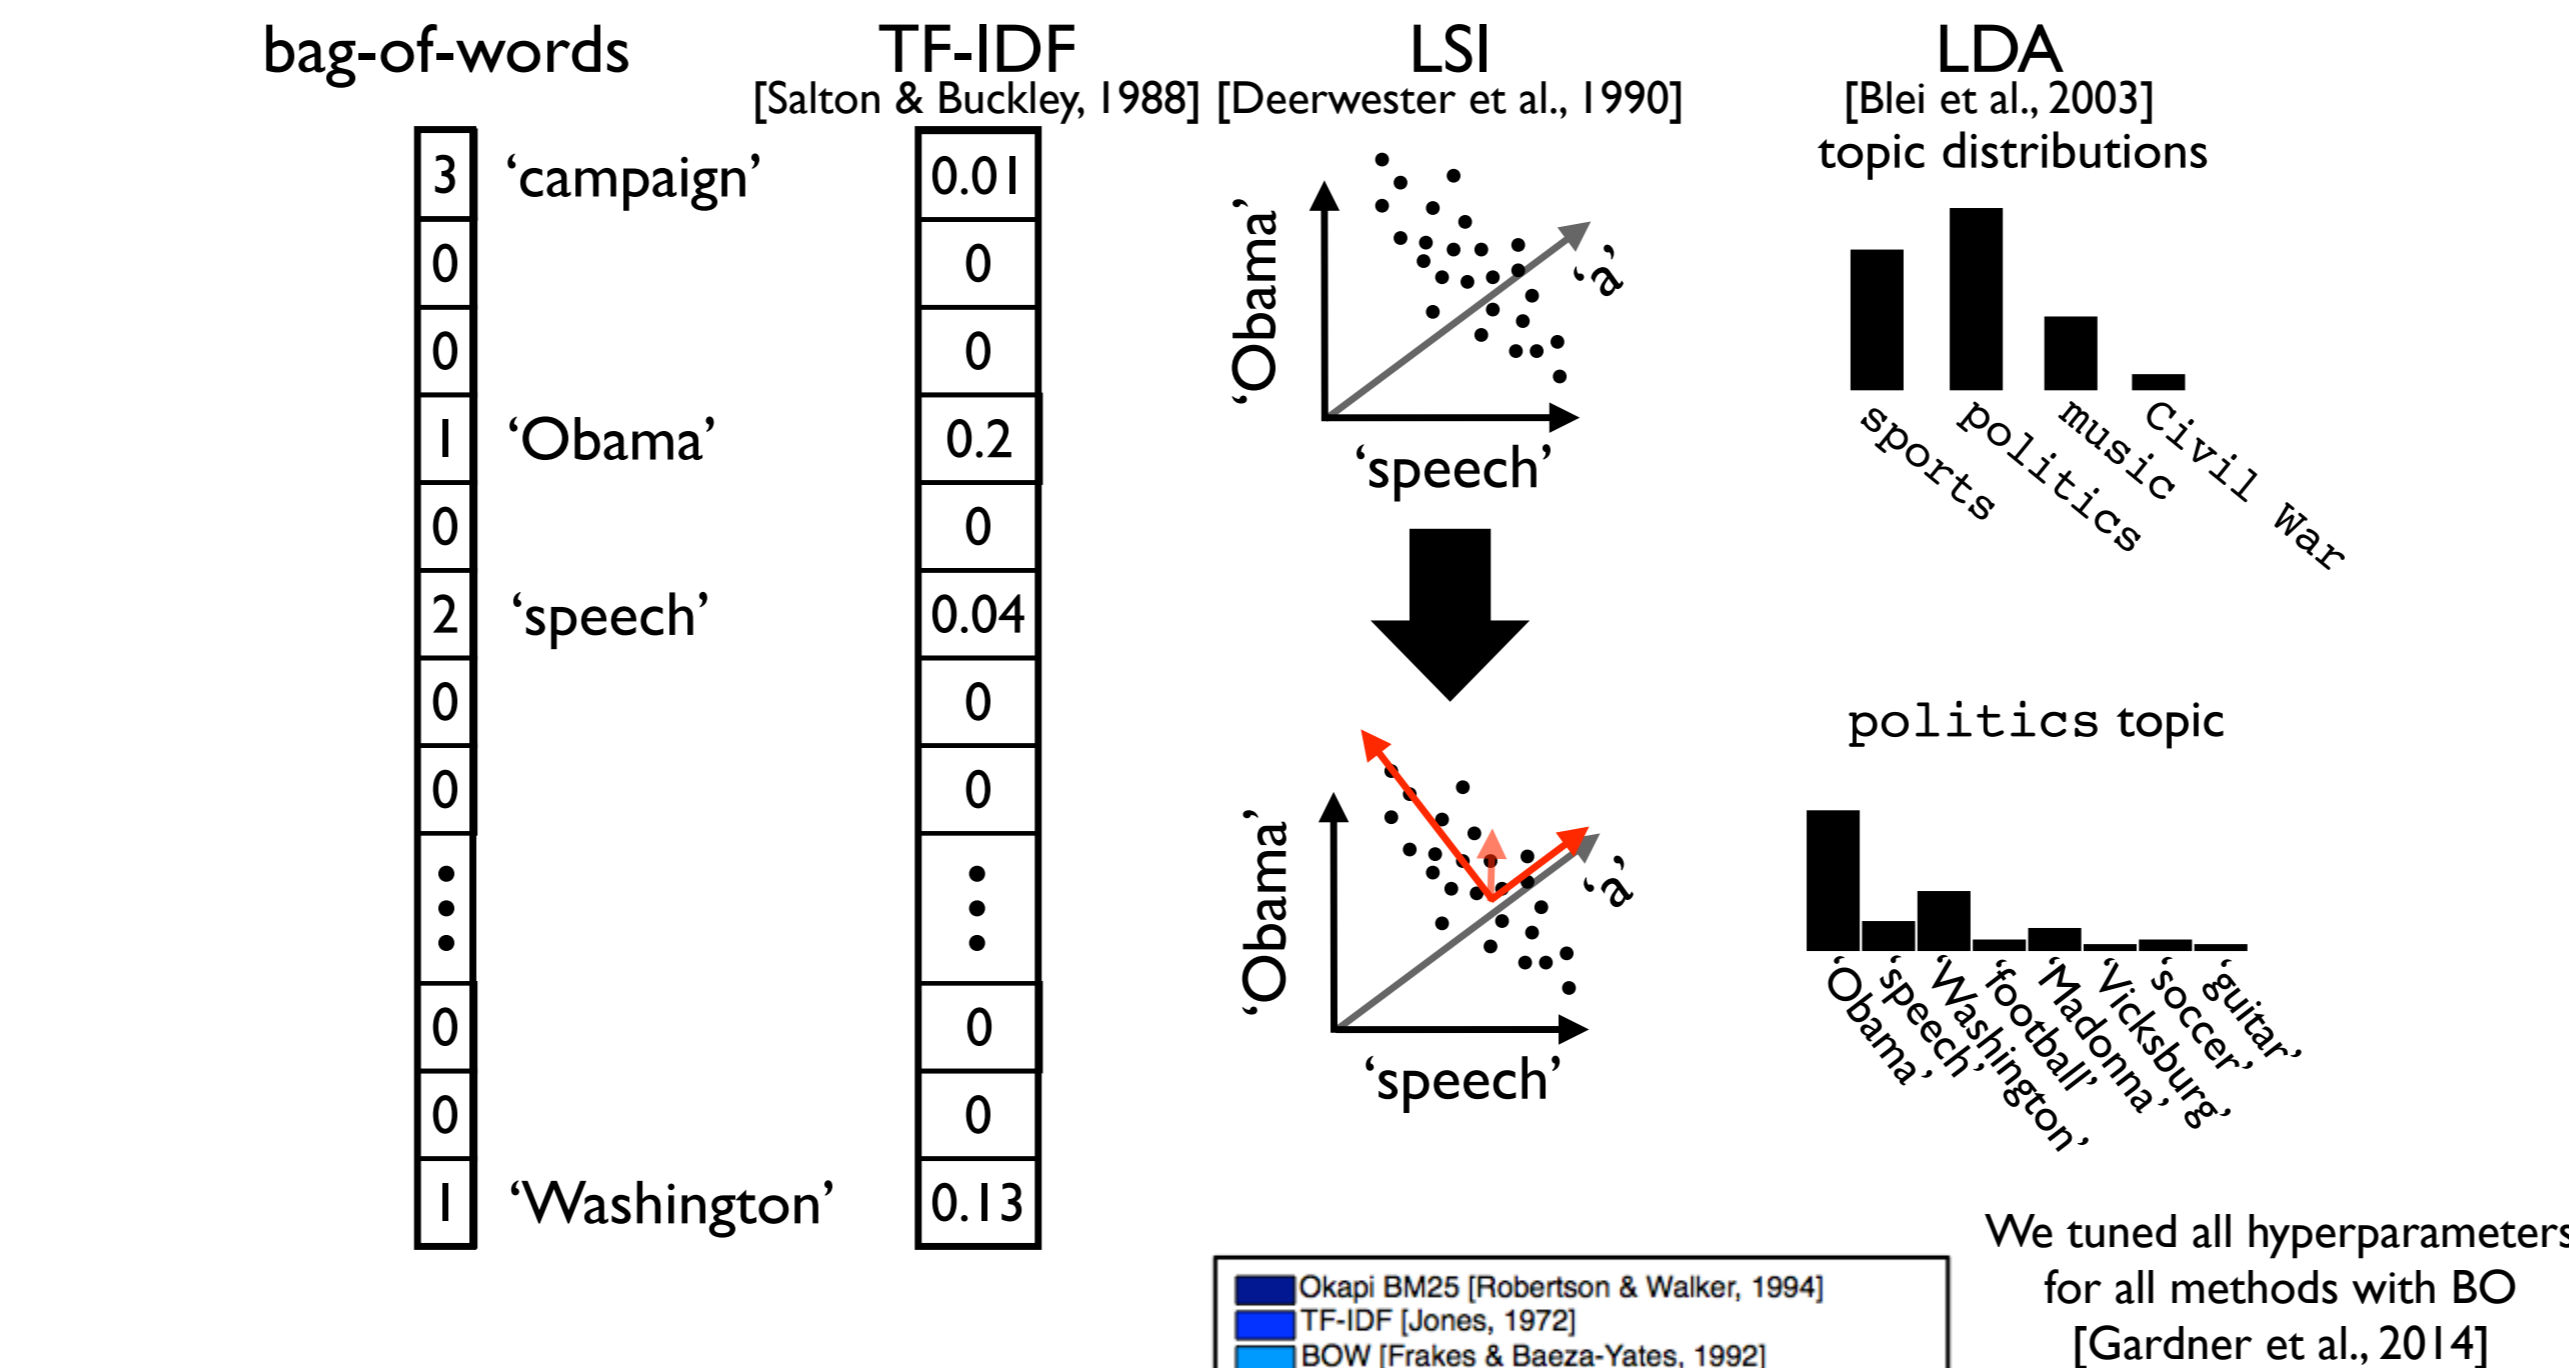 bag-of-words
3
‘campaign’
0
0
1
‘Obama’
0
2
‘speech’
0
0
0
0
1
‘Washington’
TF-IDF
[Salton & Buckley, 1988]
0.01
0
0
0.2
0
0.04
0
0
0
0
0.13
LSI
[Deerwester et al., 1990]
‘Obama’
‘a’
‘speech’
‘Obama’
‘a’
‘speech’
LDA
[Blei et al., 2003]
topic distributions
sports
politics
music
Civil War
politics topic
‘Obama’
‘speech’
‘Washington’
‘football’
‘Madonna’
‘Vicksburg’
‘soccer’
‘guitar’
Okapi BM25 [Robertson & Walker, 1994]
TF-IDF [Jones, 1972]
BOW [Frakes & Baeza-Yates, 1992]
We tuned all hyperparameters
for all methods with BO
[Gardner et al., 2014]